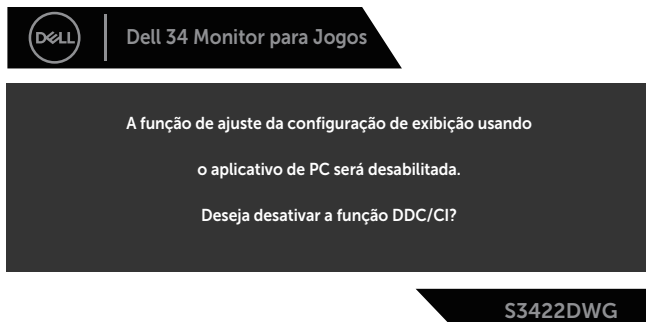 DELL
Dell 34 Monitor para Jogos
A função de ajuste da configuração de exibição usando
o aplicativo de PC será desabilitada.
Deseja desativar a função DDC/CI?
S3422DWG